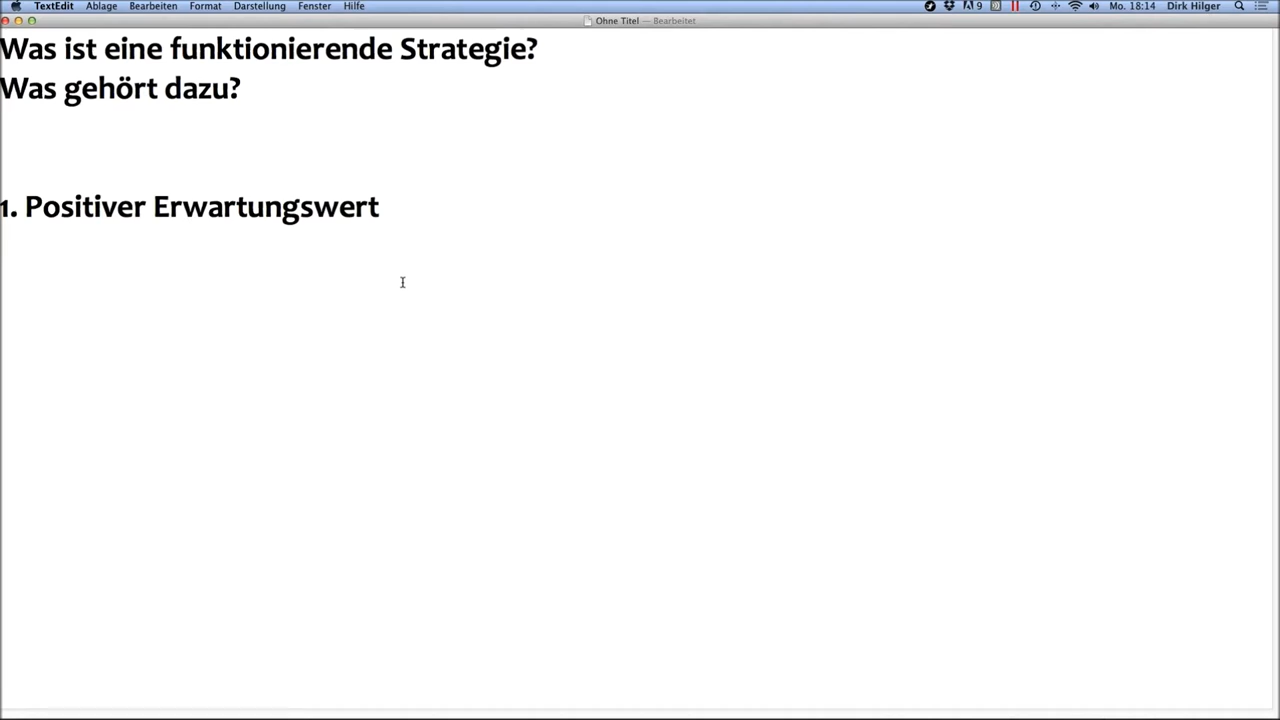 TextEdit Ablage Bearbeiten Format Darstellung Fenster Hilfe 9 Mo. 18:14 Dirk Hilger
Ohne Titel — Bearbeitet
Was ist eine funktionierende Strategie?
Was gehört dazu?
1. Positiver Erwartungswert